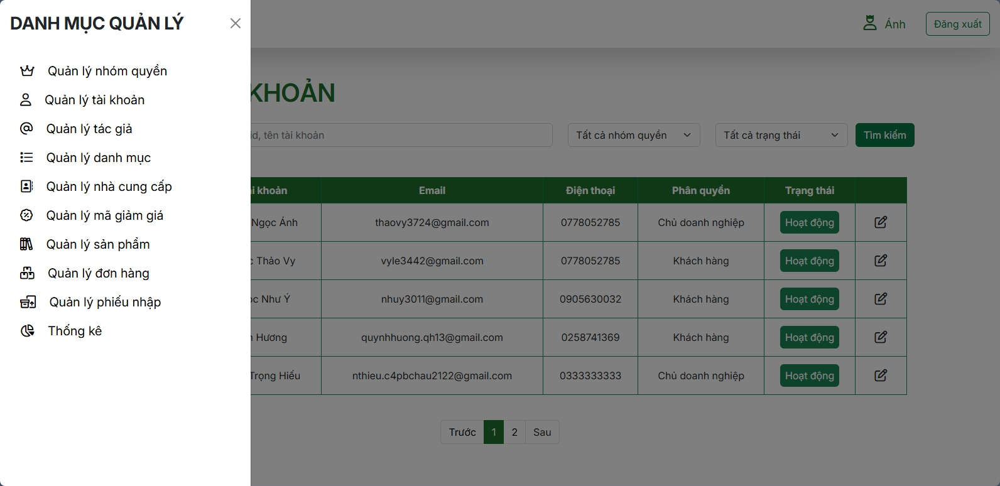 DANH MỤC QUẢN LÝ
Ánh
Đăng xuất
Quản lý nhóm quyền
Quản lý tài khoản
Quản lý tác giả
Quản lý danh mục
Quản lý nhà cung cấp
Quản lý mã giảm giá
Quản lý sản phẩm
Quản lý đơn hàng
Quản lý phiếu nhập
Thống kê
KHOẢN
id, tên tài khoản
Tất cả nhóm quyền
Tất cả trạng thái
Tìm kiếm
khoản Email Điện thoại Phân quyền Trạng thái
Ngọc Ánh thaovy3724@gmail.com 0778052785 Chủ doanh nghiệp Hoạt động
Thảo Vy vyle3442@gmail.com 0778052785 Khách hàng Hoạt động
Như Ý nhuy3011@gmail.com 0905630032 Khách hàng Hoạt động
Hương quynhhuong.qh13@gmail.com 0258741369 Khách hàng Hoạt động
Trọng Hiếu nthieu.c4pbchau2122@gmail.com 0333333333 Chủ doanh nghiệp Hoạt động
Trước 1 2 Sau